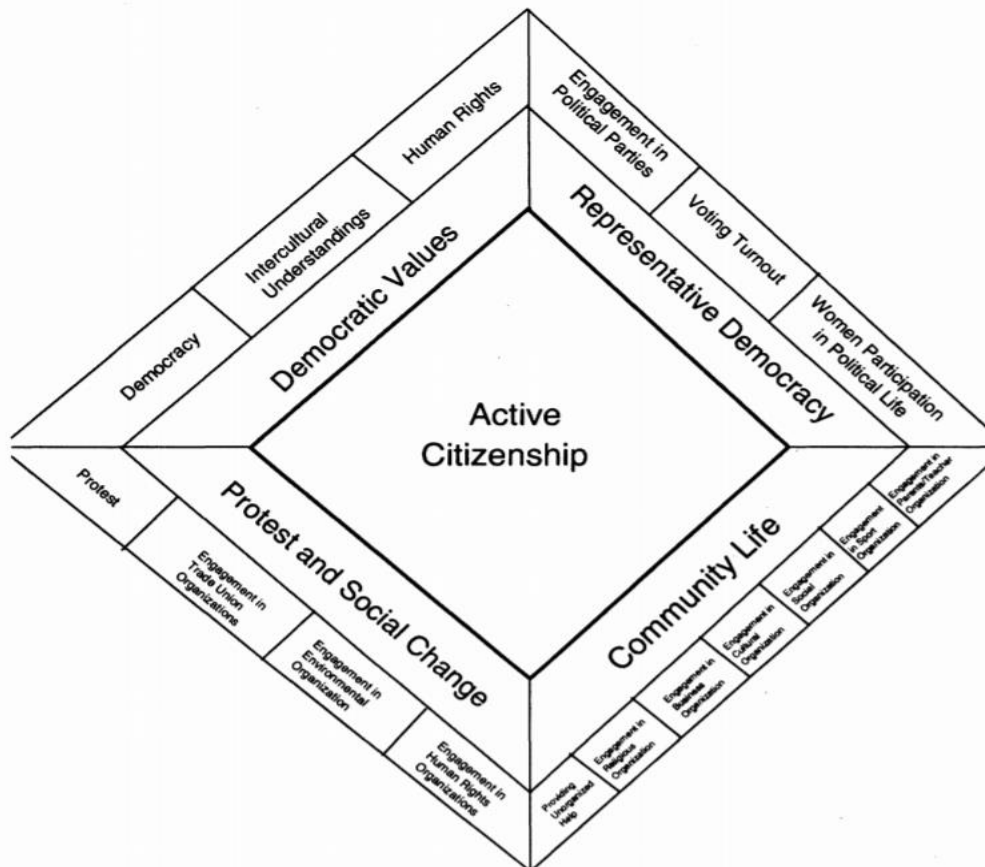 Human Rights
Intercultural
Understandings
Democracy
Democratic Values
Engagement in
Political Parties
Voting Turnout
Women Participation
in Political Life
Representative Democracy
Active
Citizenship
Protest
Engagement in
Trade Union
Organizations
Engagement in
Environmental
Organization
Engagement in
Human Rights
Organizations
Protest and Social Change
Community Life
Engagement in
Parents/Teacher
Organization
Engagement
in Sport
Organization
Engagement in
Social
Organization
Engagement in
Cultural
Organization
Engagement in
Business
Organization
Engagement in
Religious
Organization
Providing
Unorganized
Help